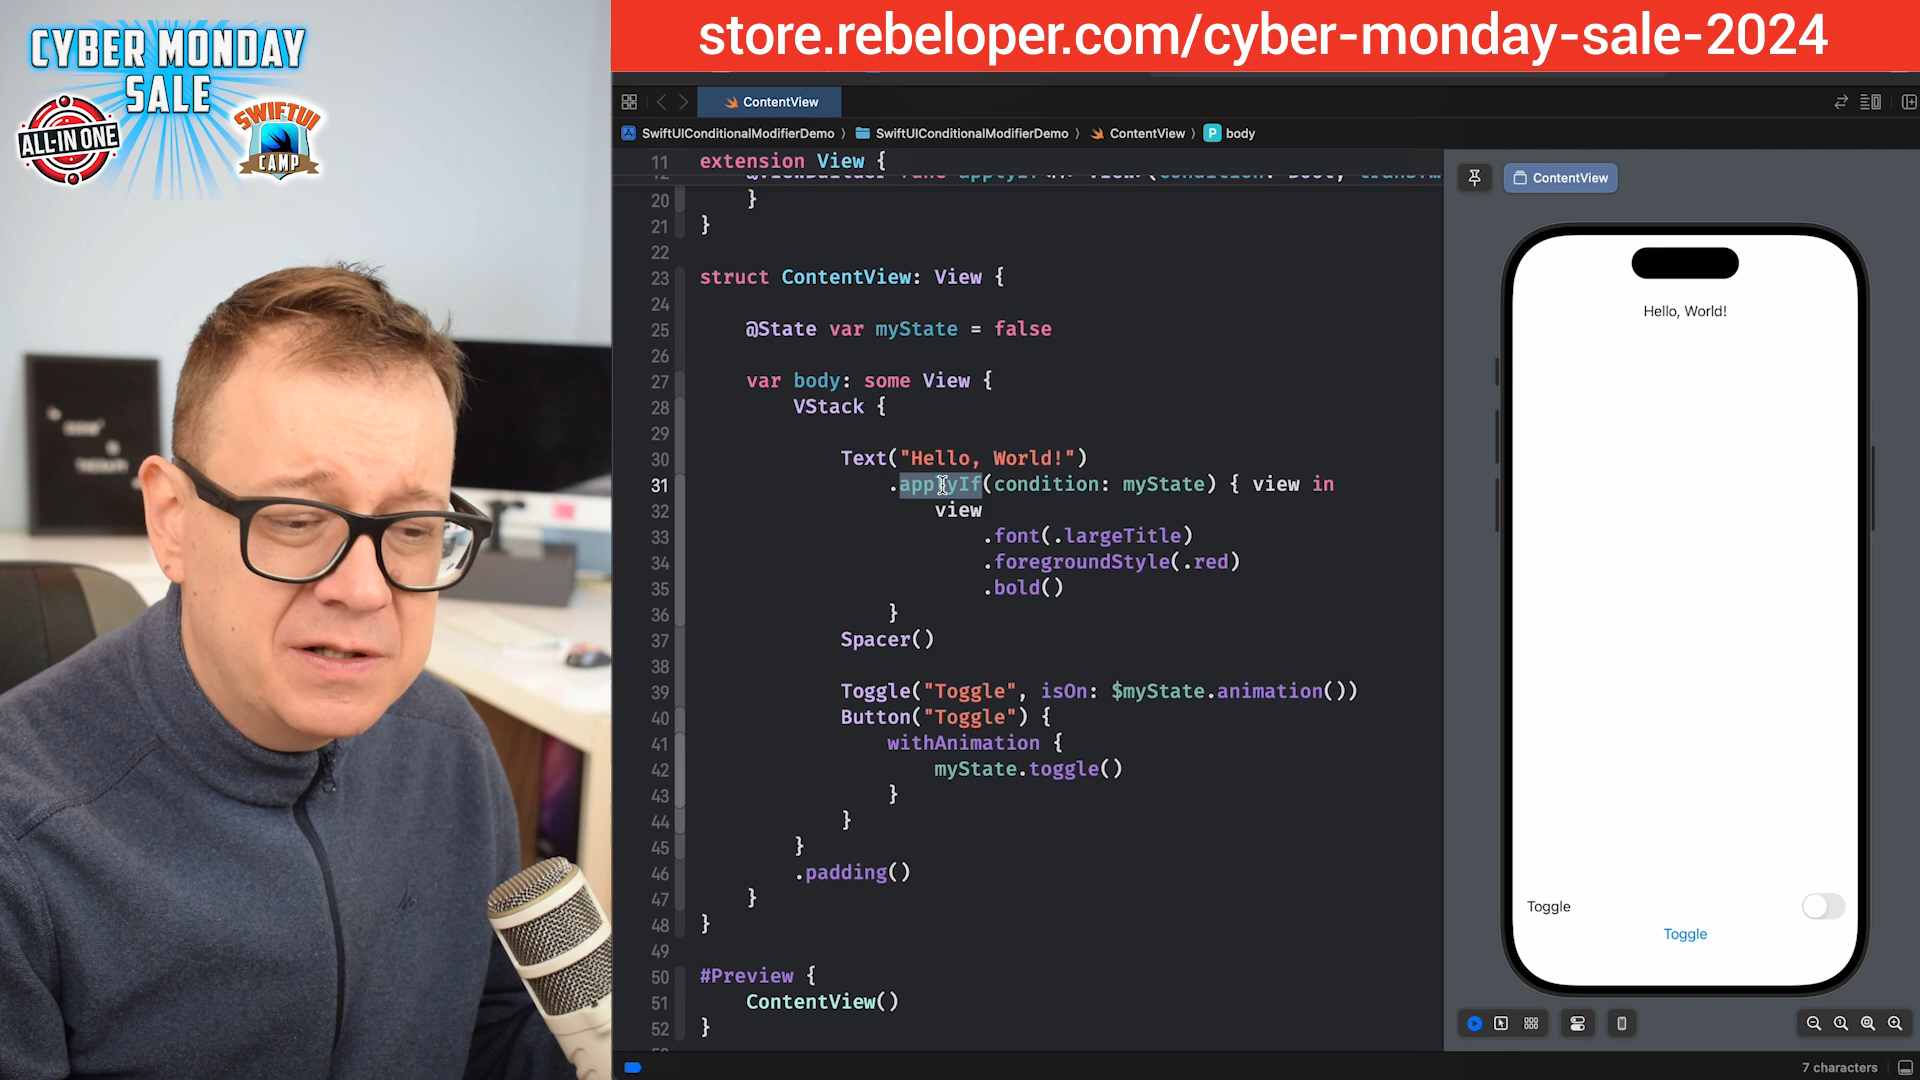 store.rebeloper.com/cyber-monday-sale-2024
CYBER MONDAY
SALE
ALL-IN ONE
SWIFTUI
CAMP
ContentView
SwiftUIConditionalModifierDemo
SwiftUIConditionalModifierDemo
ContentView
P body
11 extension View {
20 }
21 }
22
23 struct ContentView: View {
24
25 @State var myState = false
26
27 var body: some View {
28 VStack {
29
30 Text("Hello, World!")
31 .applyIf(condition: myState) { view in
32 view
33 .font(.largeTitle)
34 .foregroundStyle(.red)
35 .bold()
36 }
37 Spacer()
38
39 Toggle("Toggle", isOn: $myState.animation())
40 Button("Toggle") {
41 withAnimation {
42 myState.toggle()
43 }
44 }
45 }
46 .padding()
47 }
48 }
49
50 #Preview {
51 ContentView()
52 }
ContentView
Hello, World!
Toggle
Toggle
7 characters